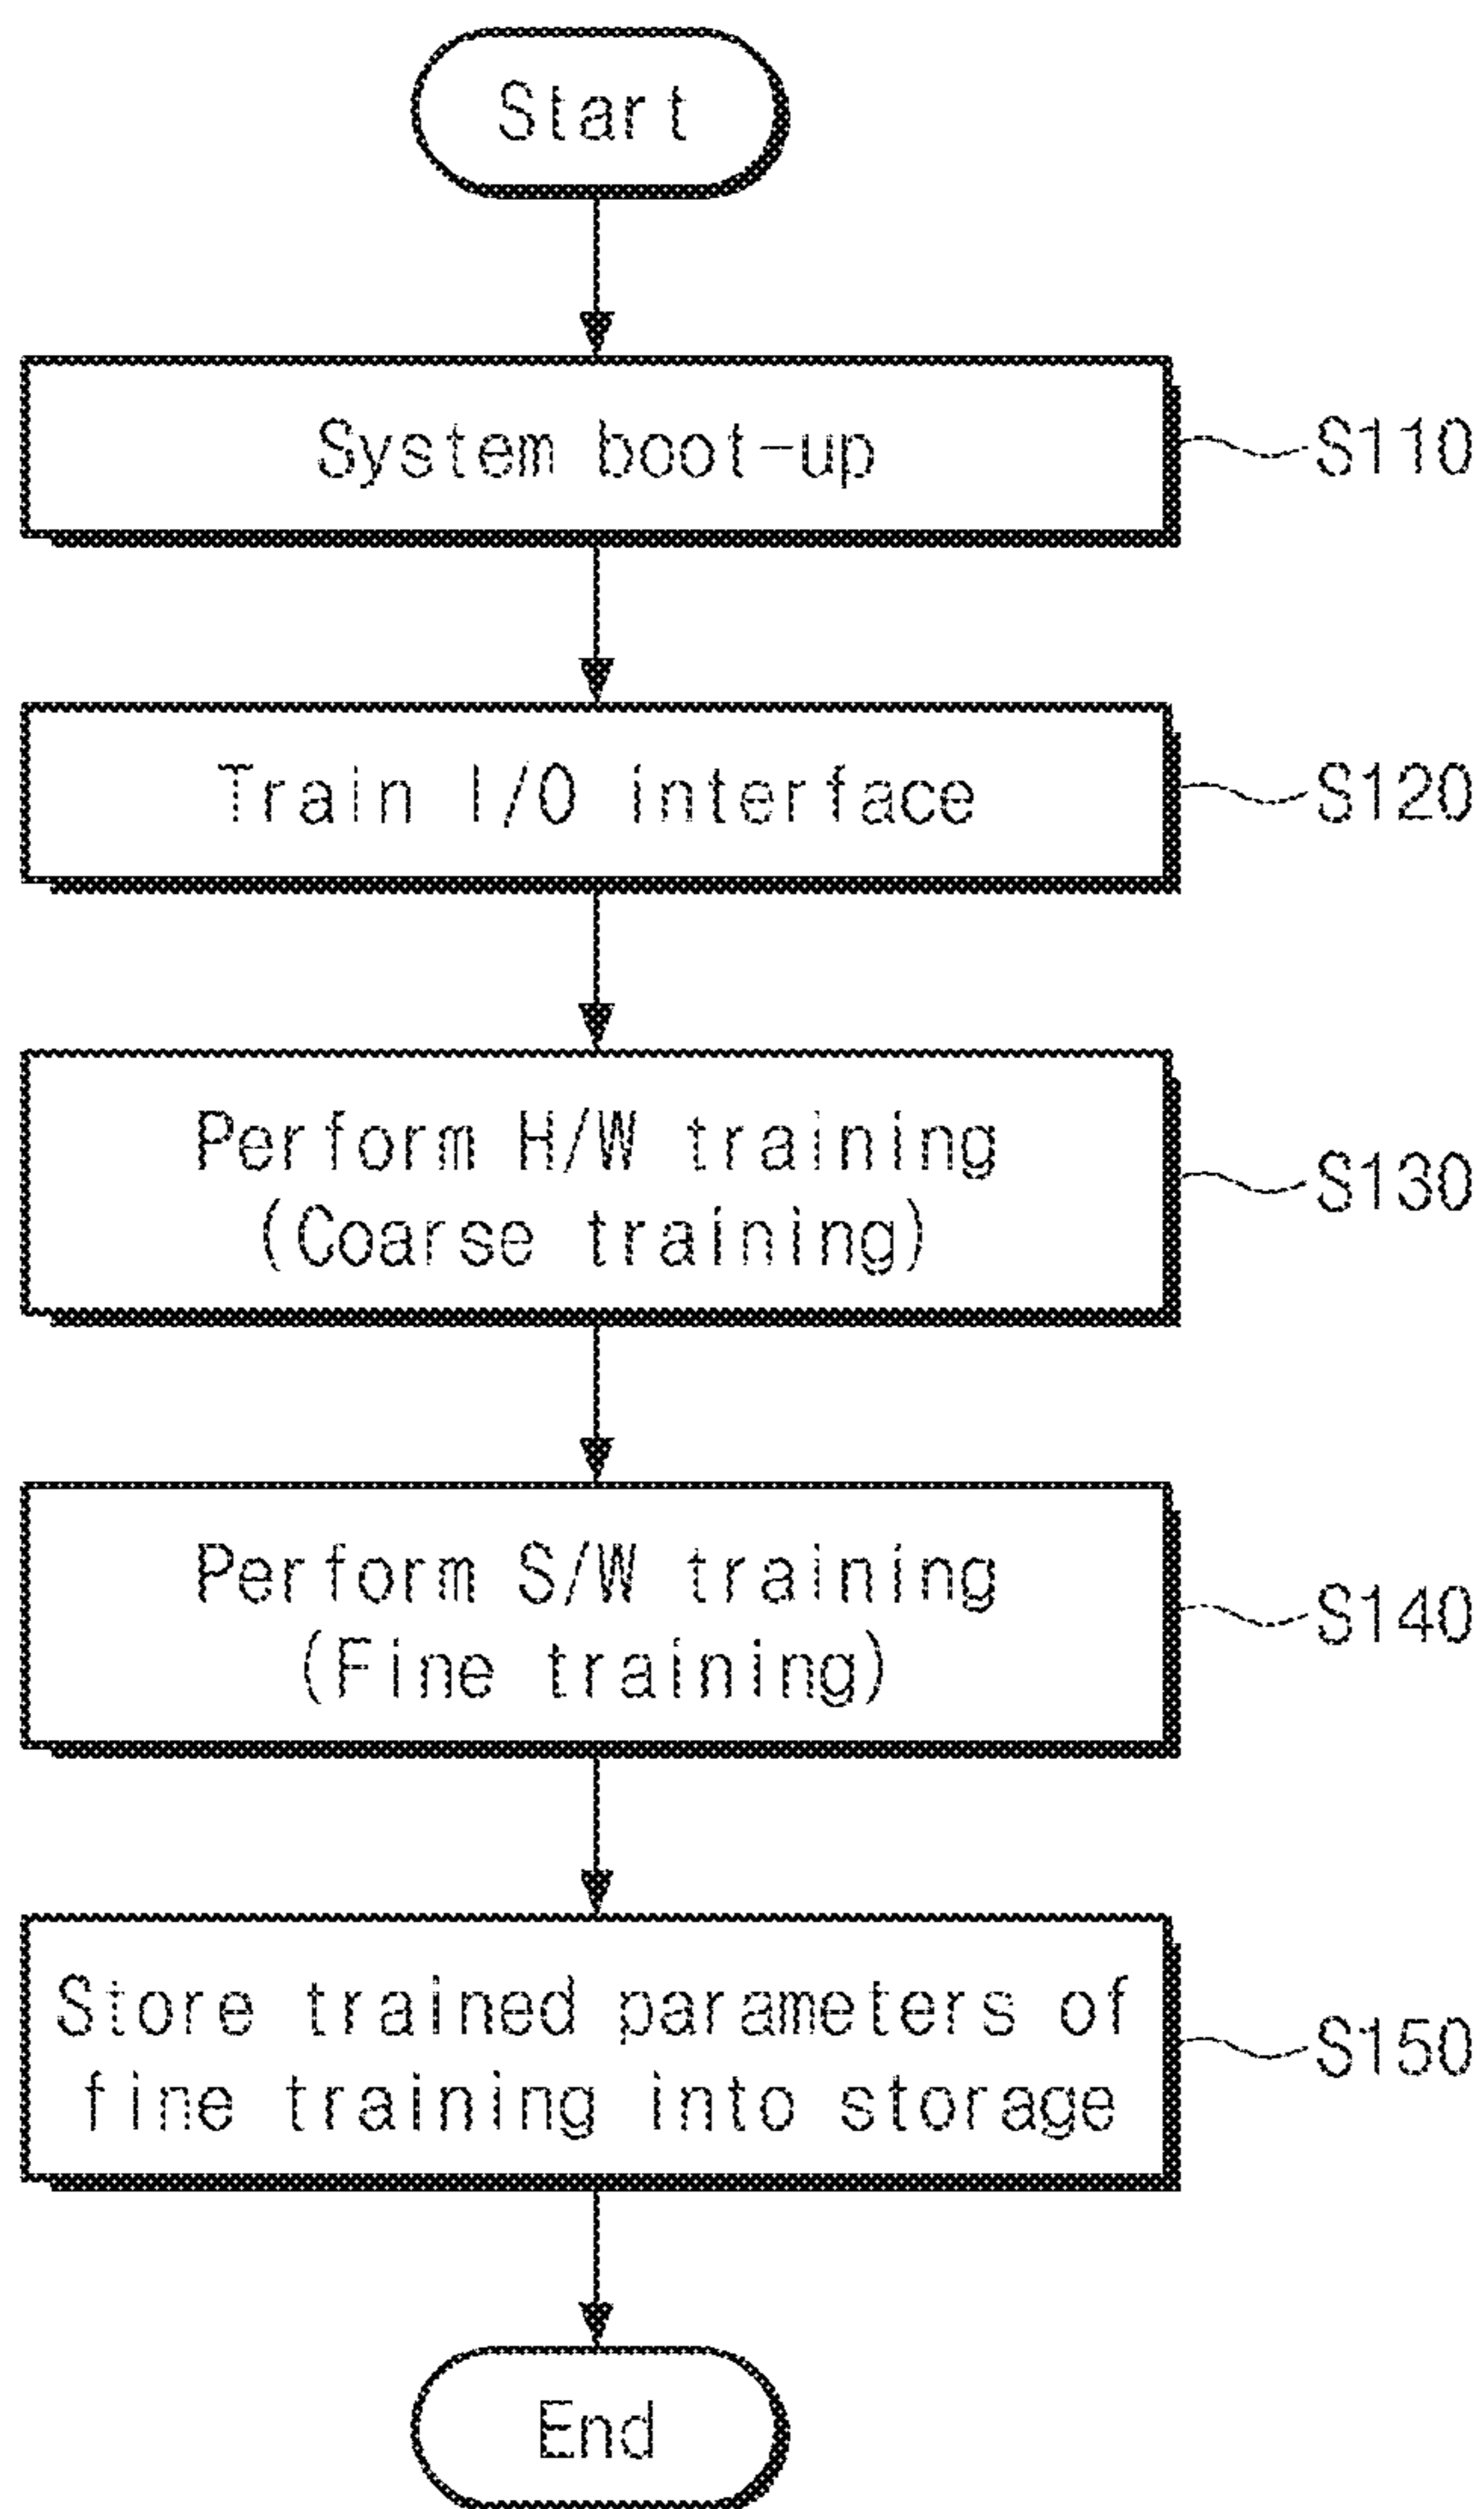 Start
System boot-up
S110
Train I/O interface
S120
Perform H/W training
(Coarse training)
S130
Perform S/W training
(Fine training)
S140
Store trained parameters of
fine training into storage
S150
End